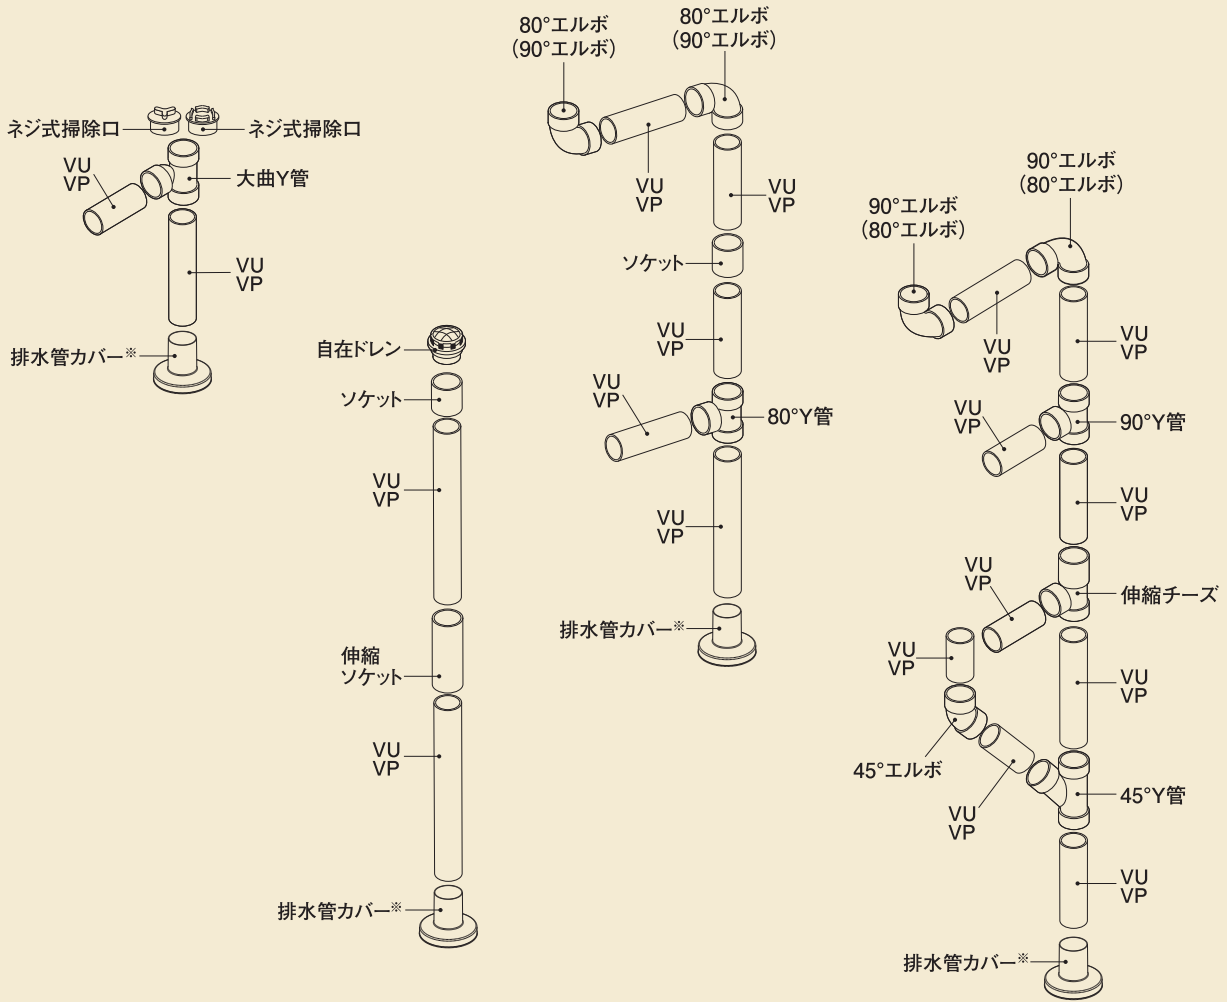 ネジ式掃除口
ネジ式掃除口
VU
VP
大曲Y管
VU
VP
排水管カバー※
自在ドレン
ソケット
VU
VP
伸縮
ソケット
VU
VP
排水管カバー※
80°エルボ
(90°エルボ)
80°エルボ
(90°エルボ)
VU
VP
VU
VP
ソケット
VU
VP
VU
VP
80°Y管
VU
VP
排水管カバー※
90°エルボ
(80°エルボ)
90°エルボ
(80°エルボ)
VU
VP
VU
VP
VU
VP
90°Y管
VU
VP
VU
VP
伸縮チーズ
VU
VP
VU
VP
45°エルボ
VU
VP
45°Y管
VU
VP
排水管カバー※